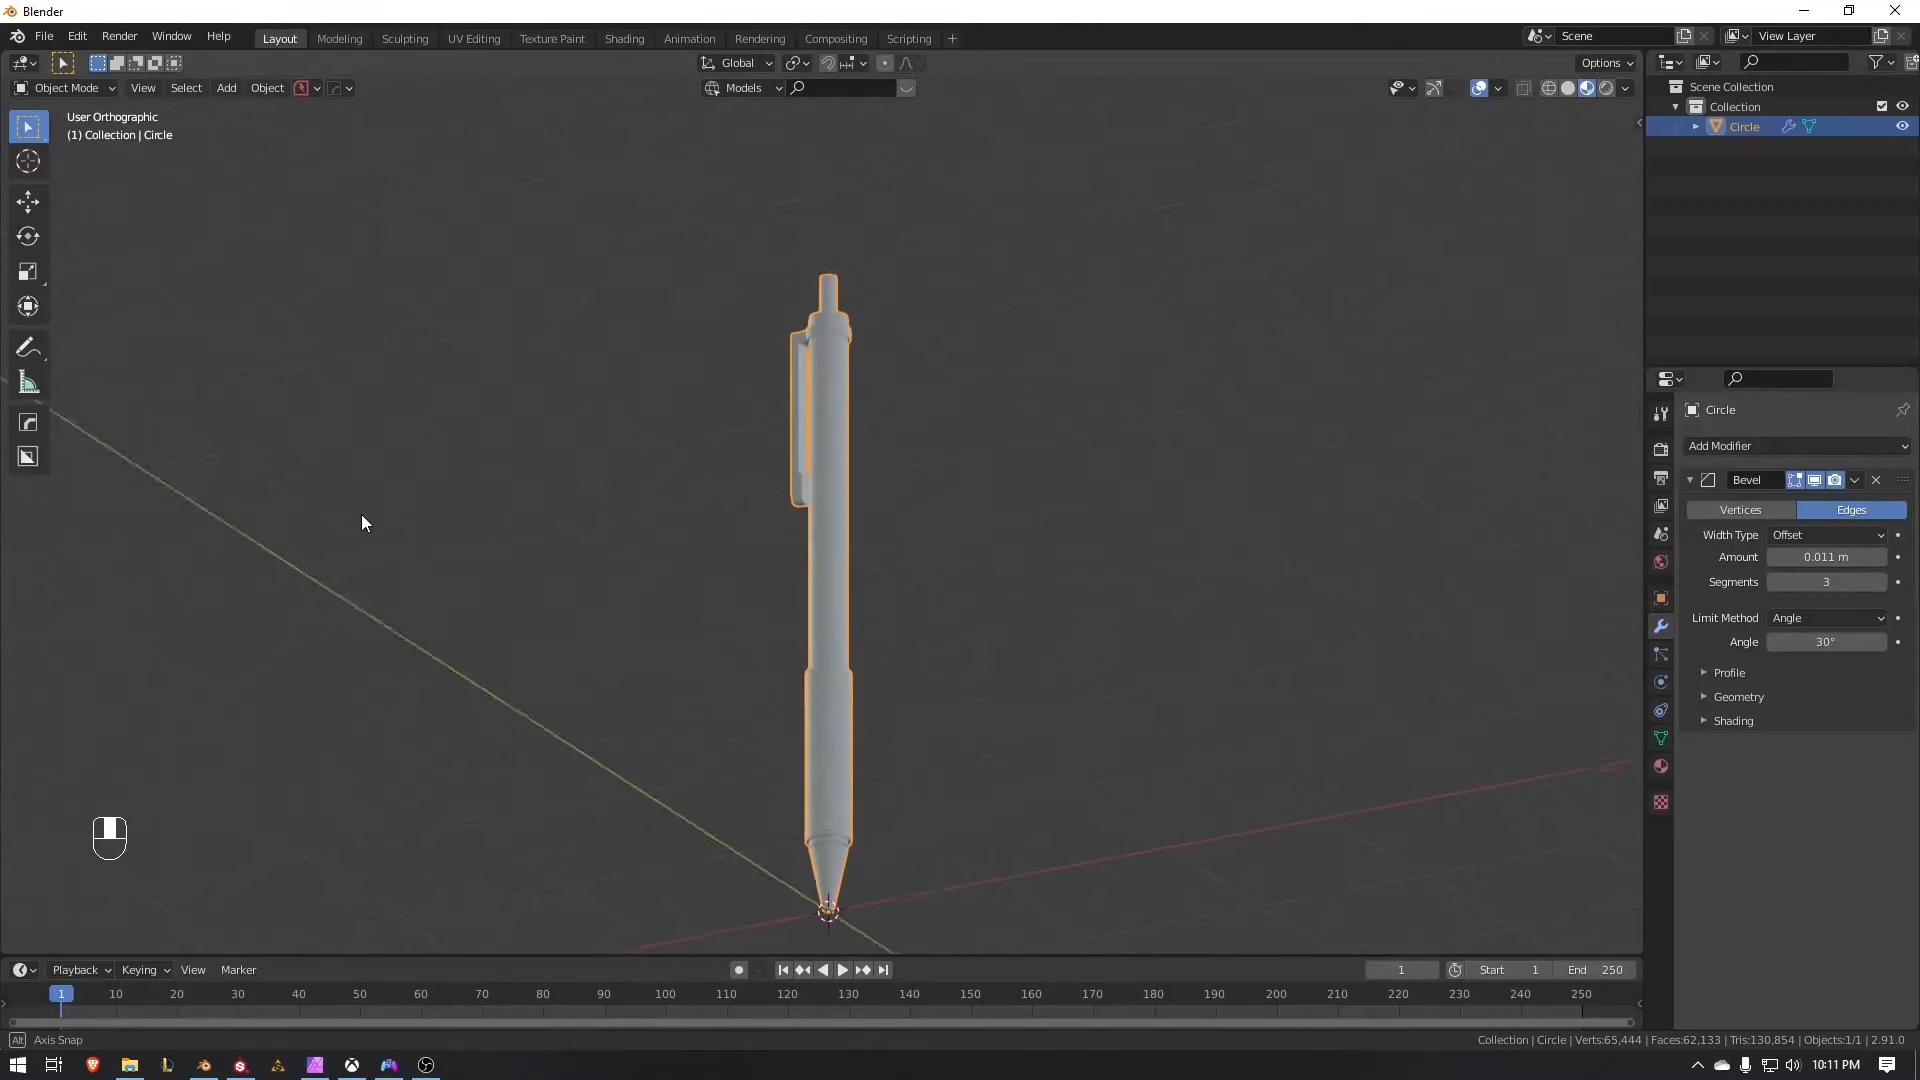 Blender
File Edit Render Window Help
Layout Modeling Sculpting UV Editing Texture Paint Shading Animation Rendering Compositing Scripting +
Scene
View Layer
Global
Options
Object Mode View Select Add Object
Models
User Orthographic
(1) Collection | Circle
Scene Collection
Collection
Circle
Circle
Add Modifier
Bevel
Vertices Edges
Width Type Offset
Amount 0.011 m
Segments 3
Limit Method Angle
Angle 30°
Profile
Geometry
Shading
Playback Keying View Marker
1
Start 1 End 250
1 10 20 30 40 50 60 70 80 90 100 110 120 130 140 150 160 170 180 190 200 210 220 230 240 250
Alt Axis Snap
Collection | Circle | Verts:65,444 | Faces:62,133 | Tris:130,854 | Objects:1/1 | 2.91.0
10:11 PM